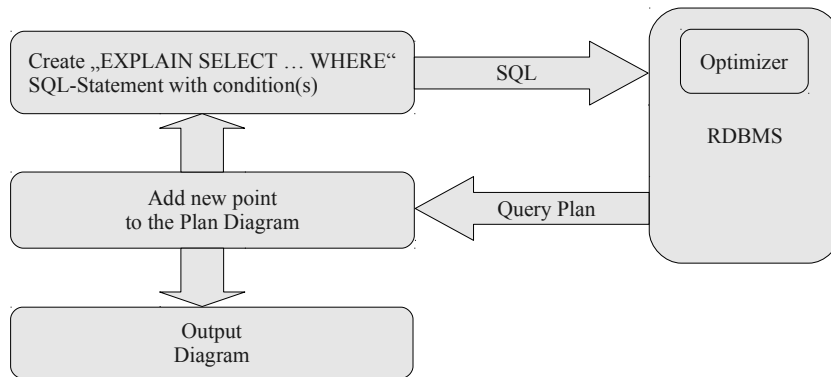 Create „EXPLAIN SELECT … WHERE“
SQL-Statement with condition(s)
SQL
Optimizer
RDBMS
Add new point
to the Plan Diagram
Query Plan
Output
Diagram